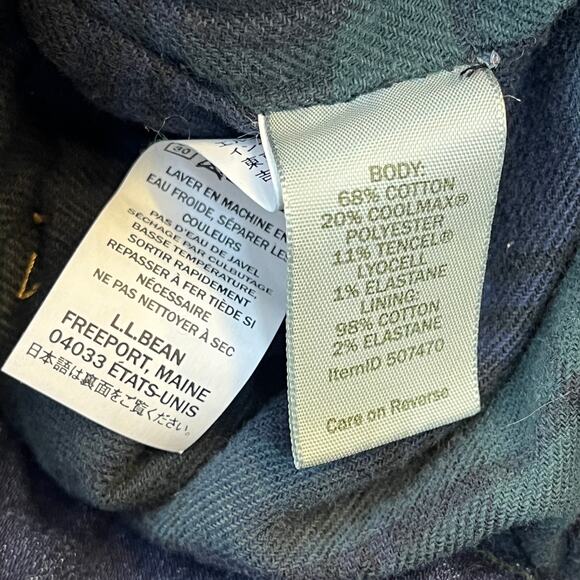 30
LAVER EN MACHINE EN
EAU FROIDE, SÉPARER LES
COULEURS
PAS D'EAU DE JAVEL
SÉCHAGE PAR CULBUTAGE
BASSE TEMPÉRATURE,
SORTIR RAPIDEMENT
REPASSER À FER TIÈDE SI
NÉCESSAIRE
NE PAS NETTOYER À SEC
L.L.BEAN
FREEPORT, MAINE
04033 ETATS-UNIS
日本語は裏面をご覧ください。
BODY:
68% COTTON
20% COOLMAX®
POLYESTER
11% TENCEL®
LYOCELL
1% ELASTANE
LINING:
98% COTTON
2% ELASTANE
ItemID 507470
Care on Reverse